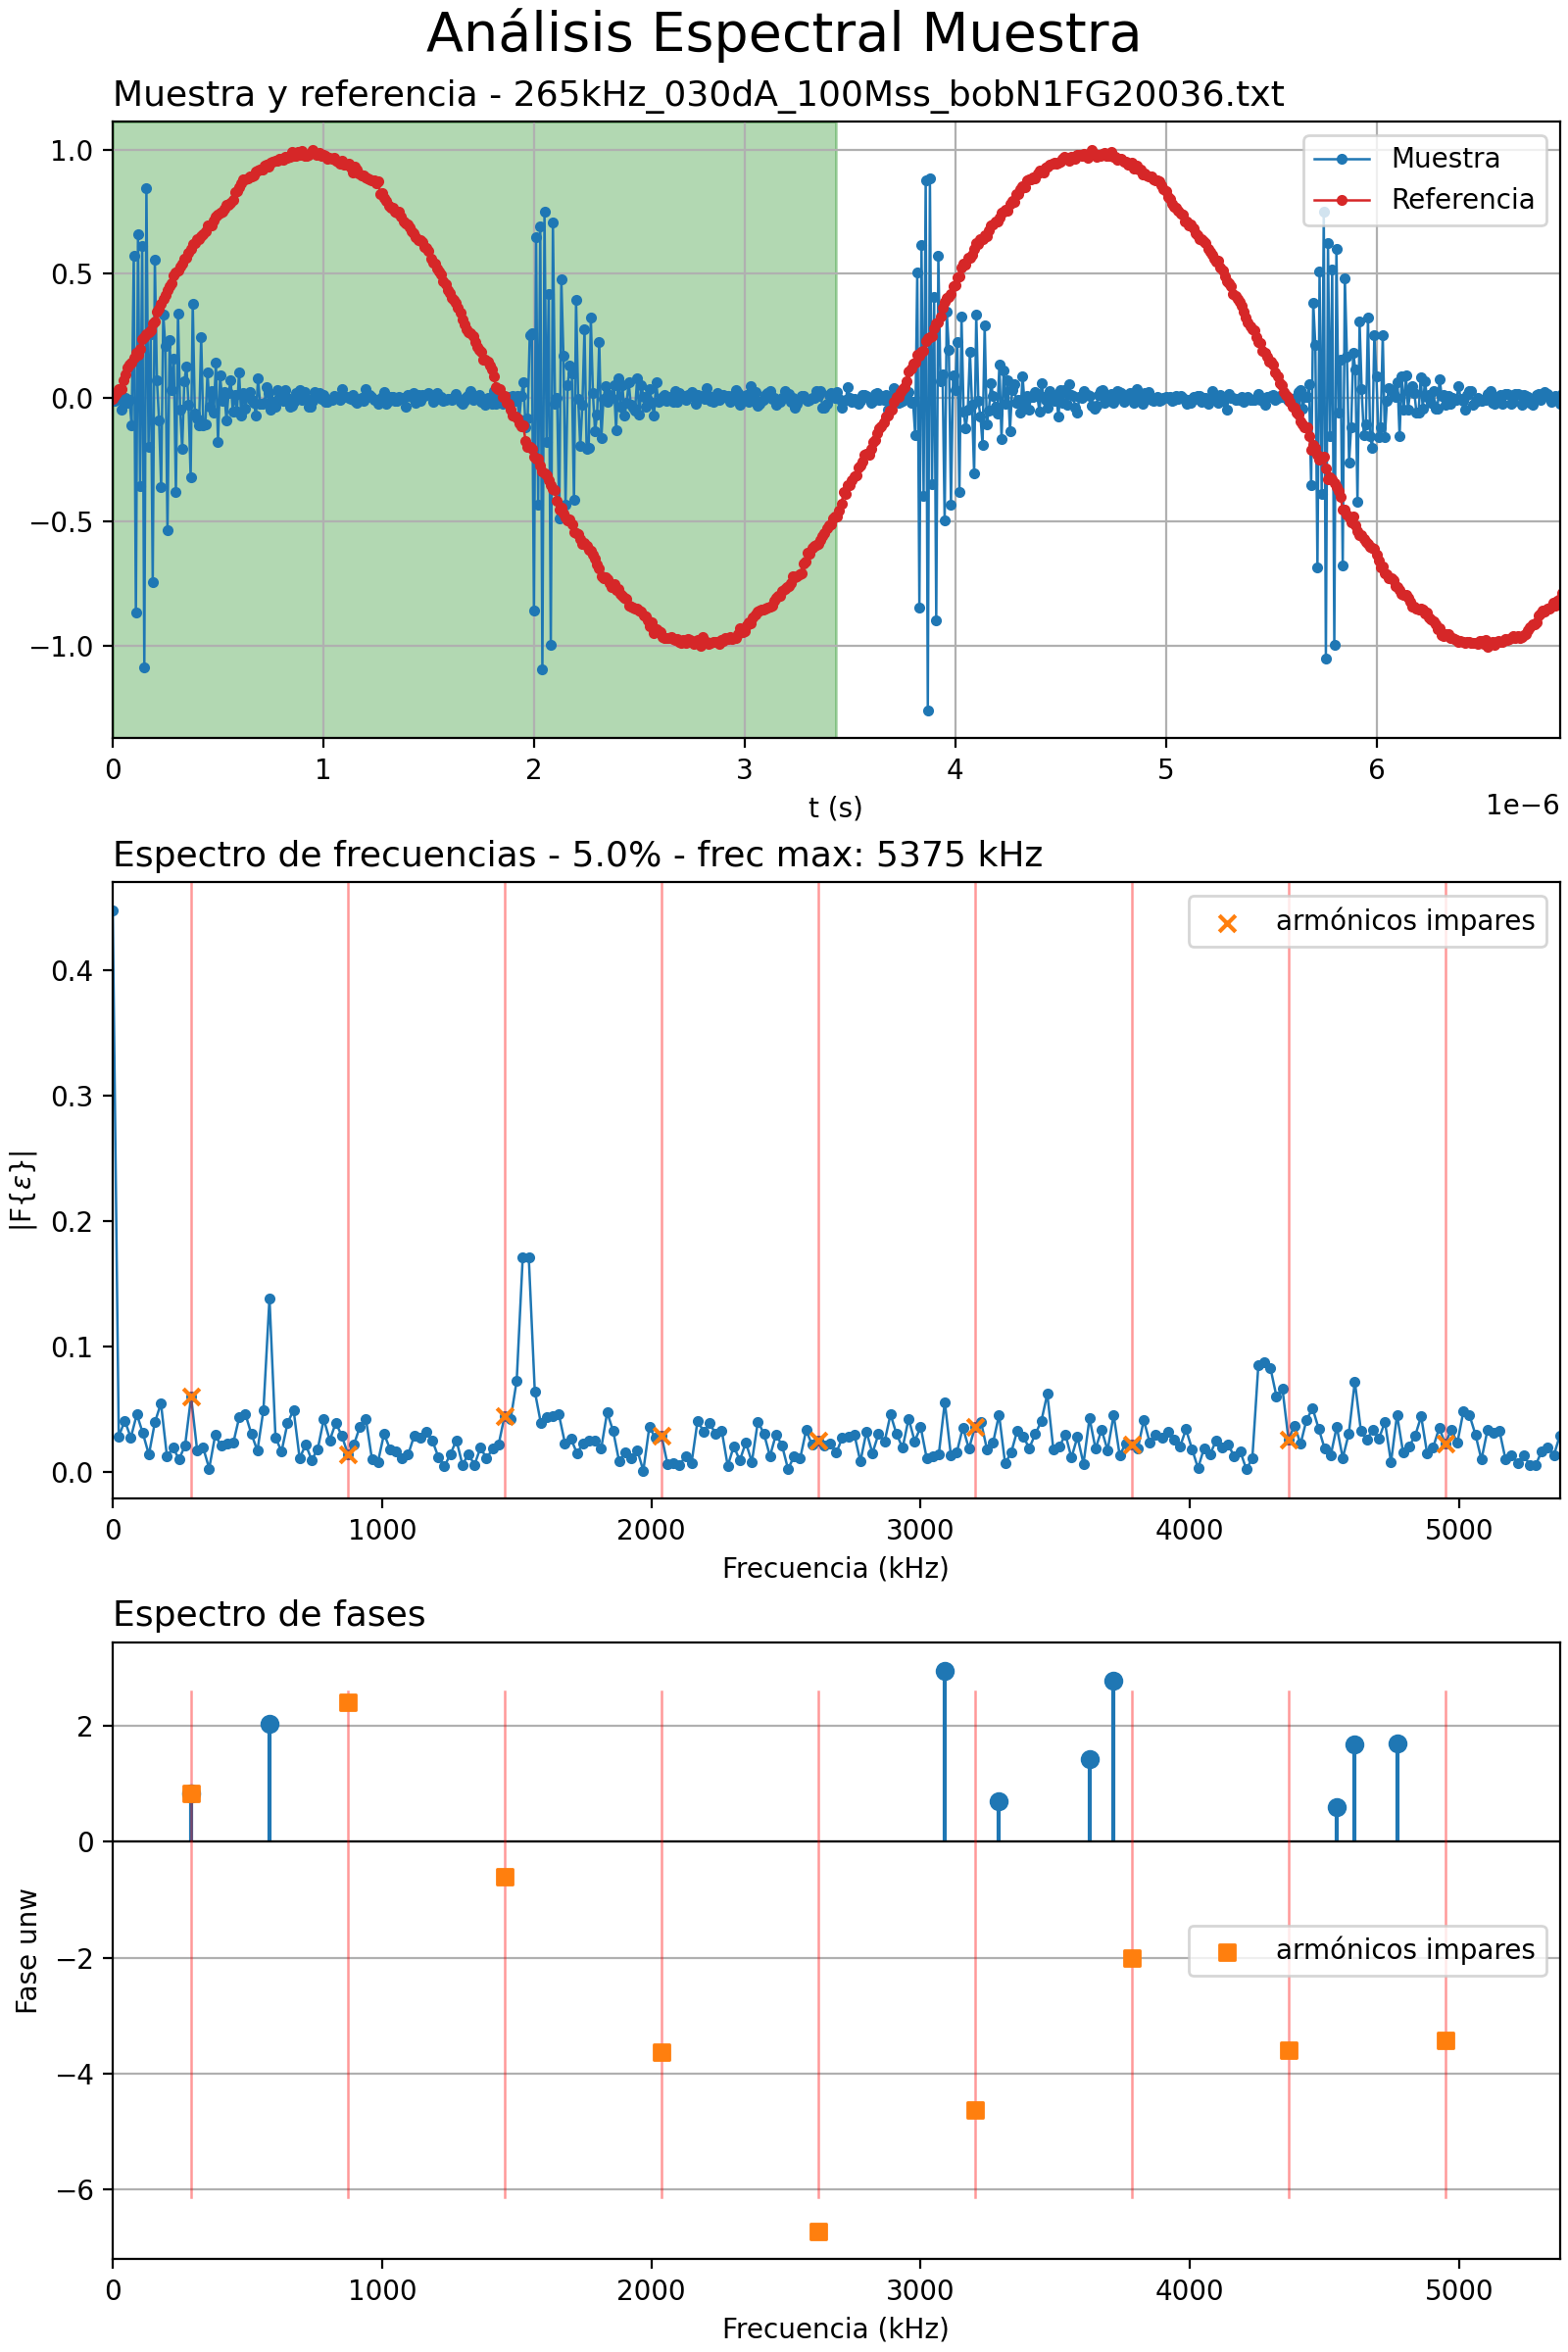 Análisis Espectral Muestra
Muestra y referencia - 265kHz_030dA_100Mss_bobN1FG20036.txt
Muestra
Referencia
1.0
0.5
0.0
−0.5
−1.0
0 1 2 3 4 5 6
t (s)
1e−6
Espectro de frecuencias - 5.0% - frec max: 5375 kHz
armónicos impares
|F{ε}|
0.4
0.3
0.2
0.1
0.0
0 1000 2000 3000 4000 5000
Frecuencia (kHz)
Espectro de fases
Fase unw
2
0
−2
armónicos impares
−4
−6
0 1000 2000 3000 4000 5000
Frecuencia (kHz)